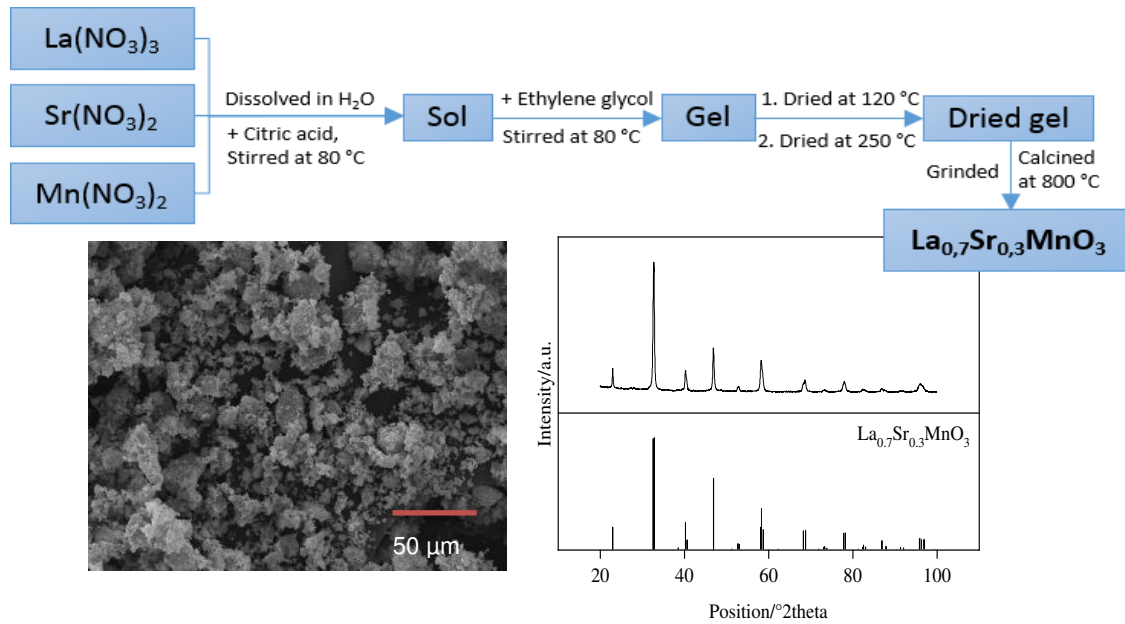 La(NO₃)₃
Sr(NO₃)₂
Mn(NO₃)₂
Dissolved in H₂O
+ Citric acid,
Stirred at 80 °C
Sol
+ Ethylene glycol
Stirred at 80 °C
Gel
1. Dried at 120 °C
2. Dried at 250 °C
Dried gel
Grinded
Calcined
at 800 °C
La₀,₇Sr₀,₃MnO₃
50 µm
Intensity/a.u.
La₀.₇Sr₀.₃MnO₃
20 40 60 80 100
Position/°2theta